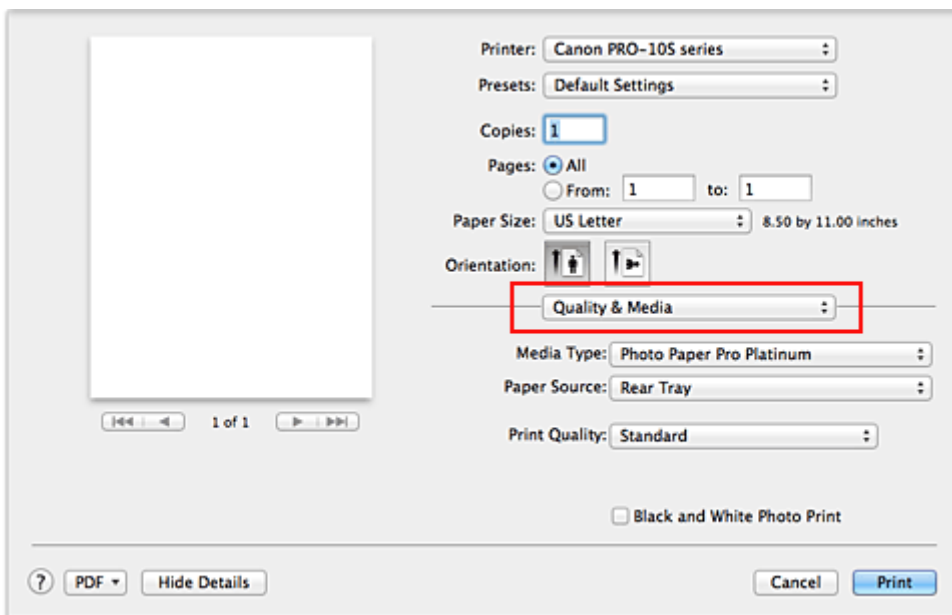 Printer: Canon PRO-10S series
Presets: Default Settings
Copies: 1
Pages: All
From: 1 to: 1
Paper Size: US Letter 8.50 by 11.00 inches
Orientation:
Quality & Media
Media Type: Photo Paper Pro Platinum
Paper Source: Rear Tray
1 of 1
Print Quality: Standard
Black and White Photo Print
? PDF Hide Details Cancel Print